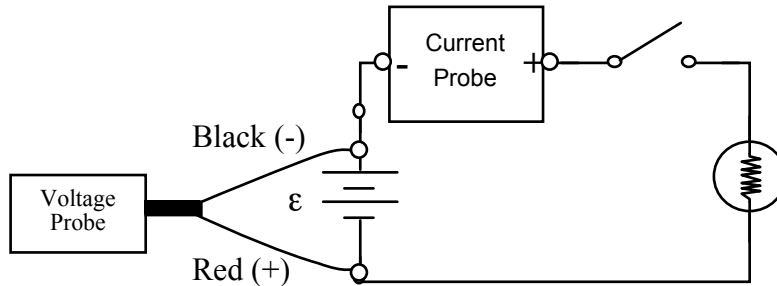 Current
Probe
-
+
Black (-)
Voltage
Probe
ε
Red (+)